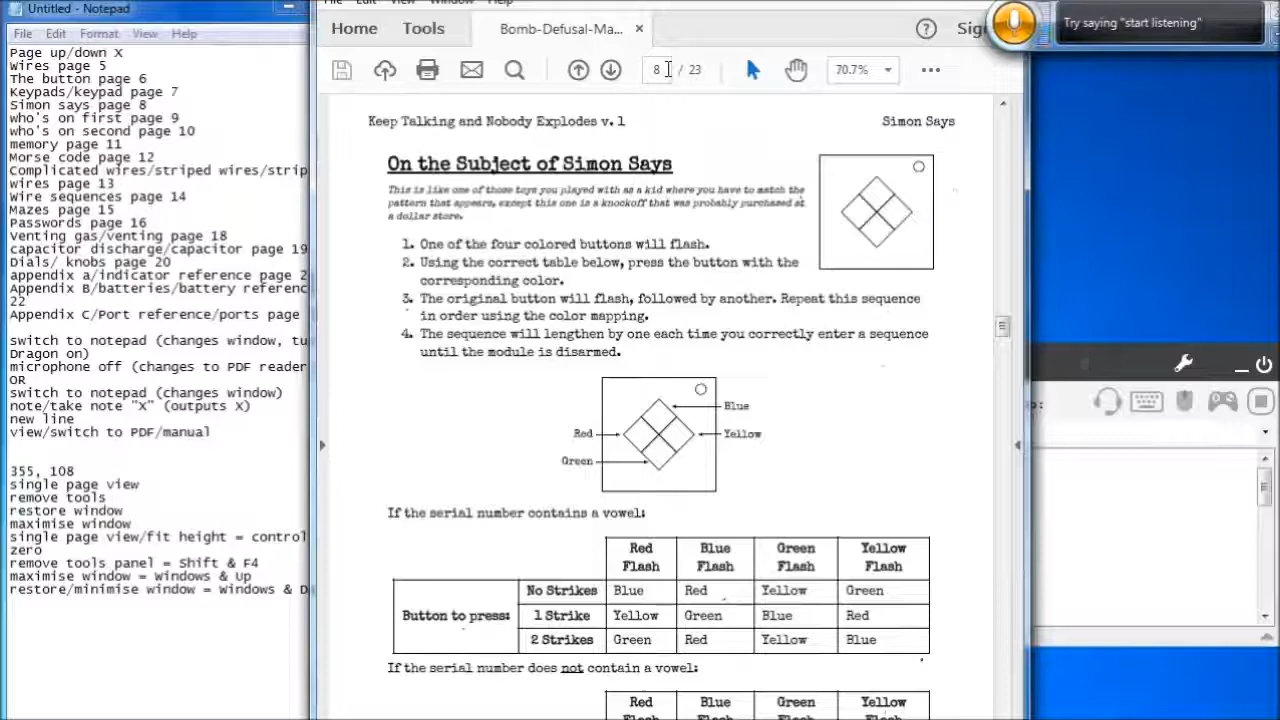 Untitled - Notepad
File Edit Format View Help
Page up/down X
Wires page 5
The button page 6
Keypads/keypad page 7
Simon says page 8
who's on first page 9
who's on second page 10
memory page 11
Morse code page 12
Complicated wires/striped wires/strip
wires page 13
Wire sequences page 14
Mazes page 15
Passwords page 16
Venting gas/venting page 18
capacitor discharge/capacitor page 19
Dials/ knobs page 20
appendix a/indicator reference page 2
Appendix B/batteries/battery referenc
22
Appendix C/Port reference/ports page
switch to notepad (changes window, tu
Dragon on)
microphone off (changes to PDF reader
OR
switch to notepad (changes window)
note/take note "X" (outputs X)
new line
view/switch to PDF/manual
355, 108
single page view
remove tools
restore window
maximise window
single page view/fit height = control
zero
remove tools panel = Shift & F4
maximise window = Windows & Up
restore/minimise window = Windows & D
File Edit View Window Help
Home Tools Bomb-Defusal-Ma... × ? Sig
8 / 23 70.7%
Keep Talking and Nobody Explodes v. 1 Simon Says
On the Subject of Simon Says
This is like one of those toys you played with as a kid where you have to match the
pattern that appears, except this one is a knockoff that was probably purchased at
a dollar store.
1. One of the four colored buttons will flash.
2. Using the correct table below, press the button with the
corresponding color.
3. The original button will flash, followed by another. Repeat this sequence
in order using the color mapping.
4. The sequence will lengthen by one each time you correctly enter a sequence
until the module is disarmed.
Blue
Red Yellow
Green
If the serial number contains a vowel:
Red Flash Blue Flash Green Flash Yellow Flash
Button to press:
No Strikes Blue Red Yellow Green
1 Strike Yellow Green Blue Red
2 Strikes Green Red Yellow Blue
If the serial number does not contain a vowel:
Red Flash Blue Flash Green Flash Yellow Flash
Try saying "start listening"